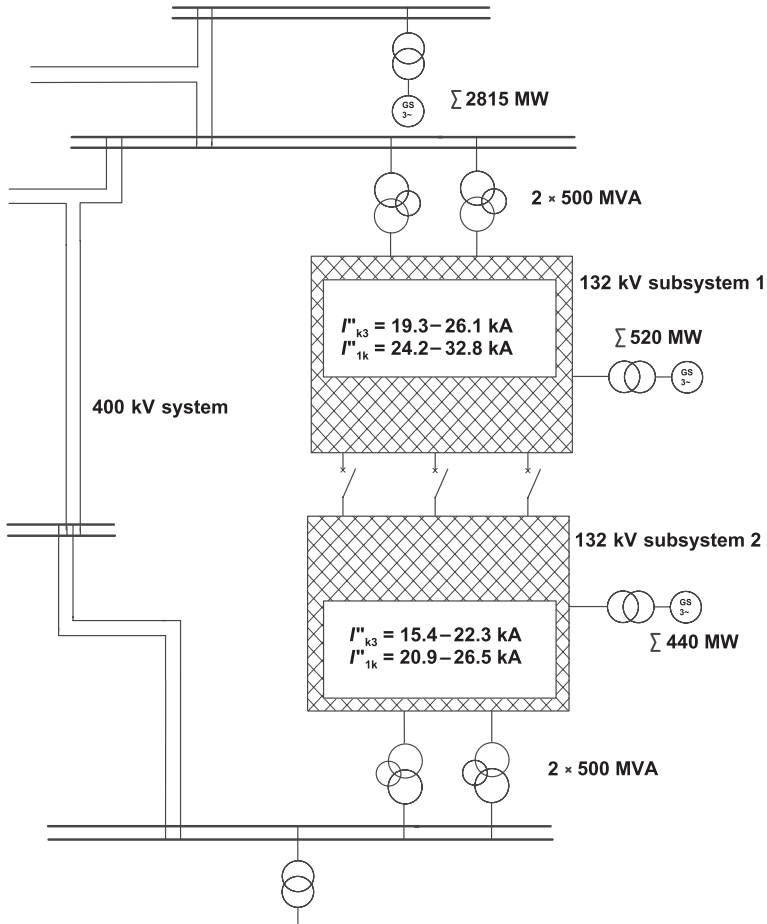 GS
3~
∑ 2815 MW
2 × 500 MVA
132 kV subsystem 1
I"k3 = 19.3–26.1 kA
I"1k = 24.2–32.8 kA
∑ 520 MW
GS
3~
400 kV system
132 kV subsystem 2
I"k3 = 15.4–22.3 kA
I"1k = 20.9–26.5 kA
GS
3~
∑ 440 MW
2 × 500 MVA